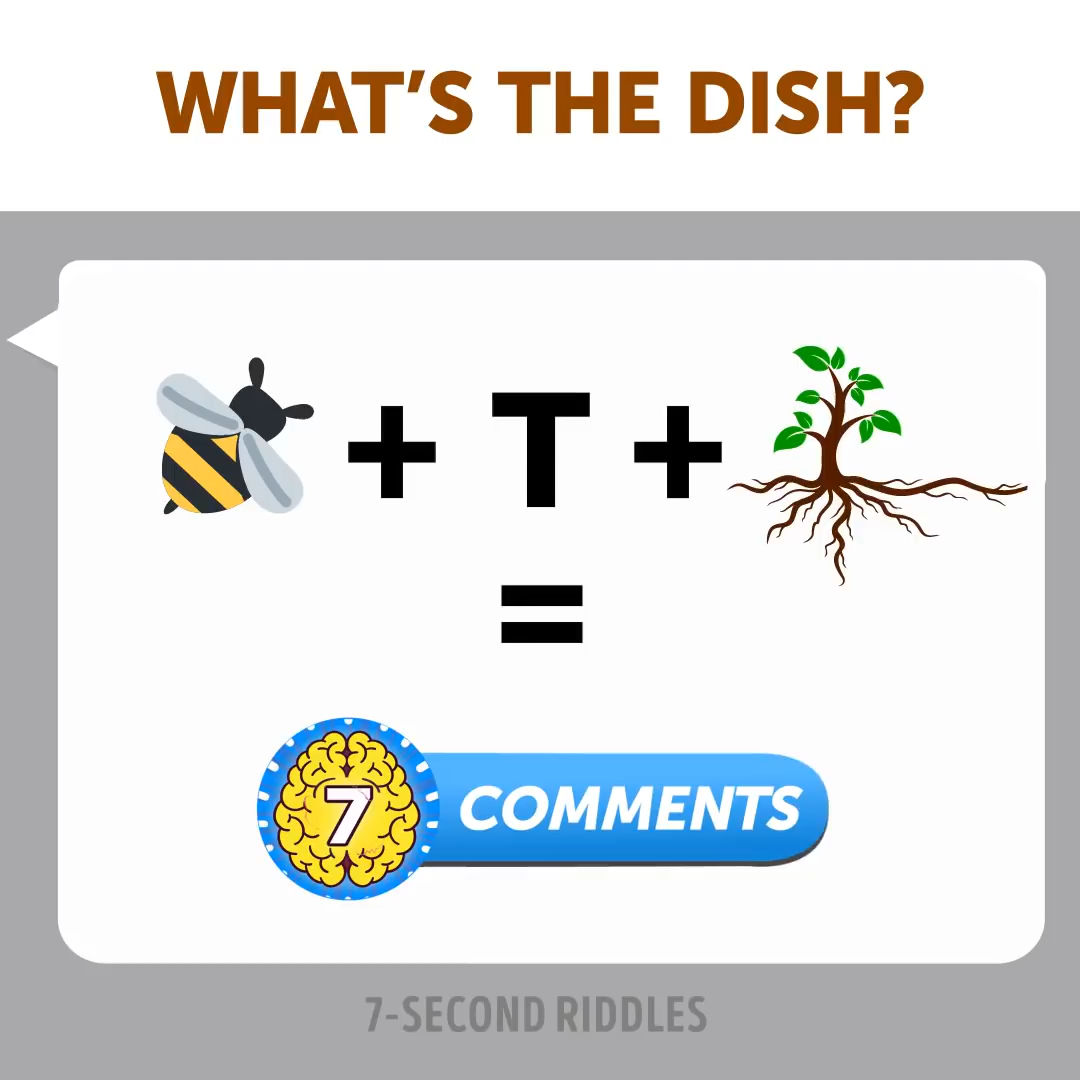 WHAT'S THE DISH?
+ T +
=
7 COMMENTS
7-SECOND RIDDLES